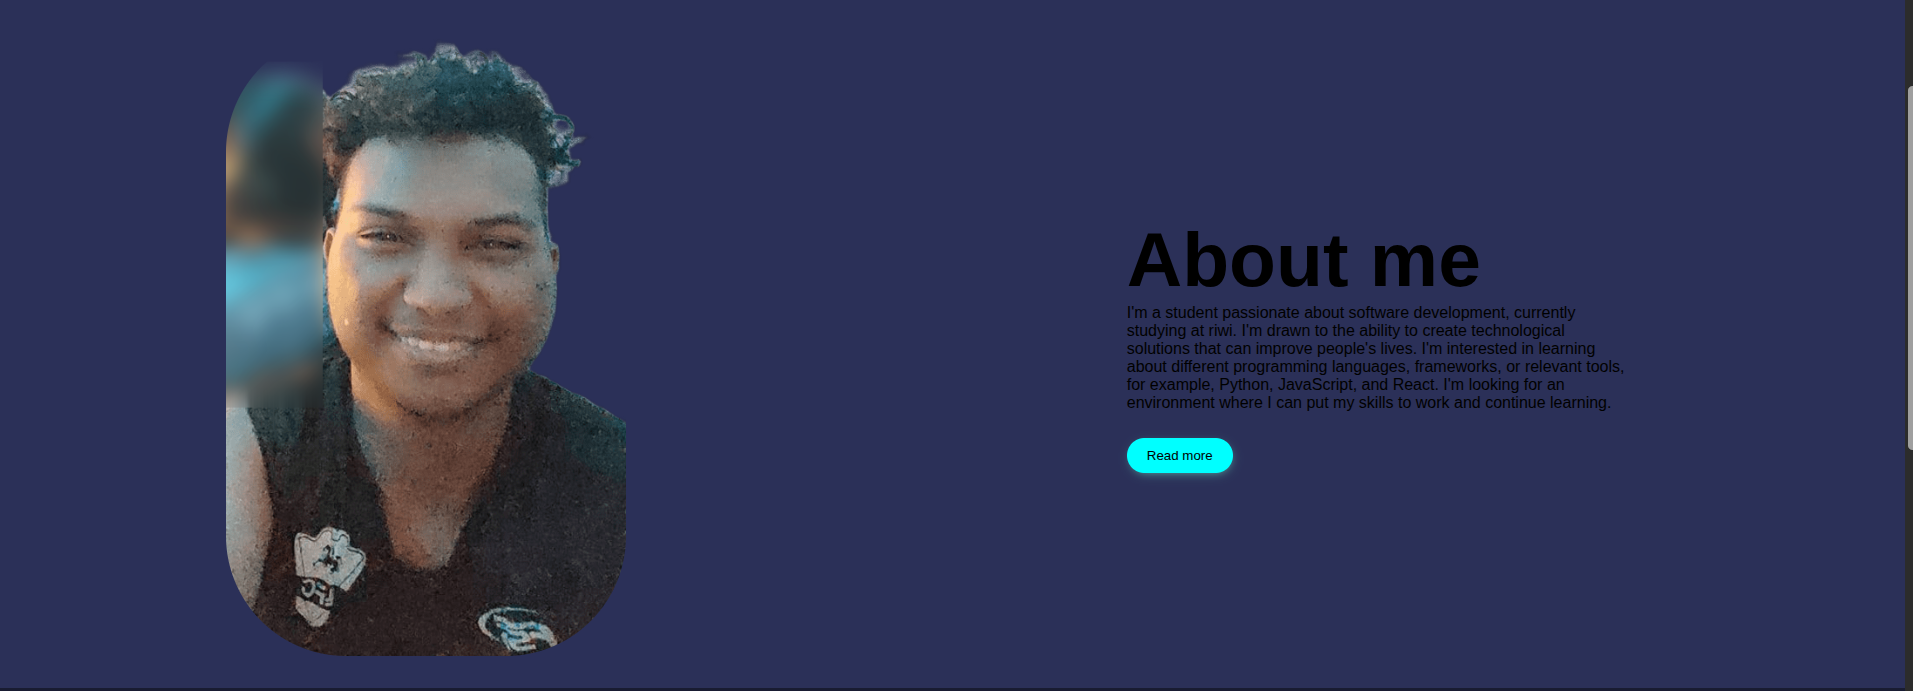 About me
I'm a student passionate about software development, currently
studying at riwi. I'm drawn to the ability to create technological
solutions that can improve people's lives. I'm interested in learning
about different programming languages, frameworks, or relevant tools,
for example, Python, JavaScript, and React. I'm looking for an
environment where I can put my skills to work and continue learning.
Read more